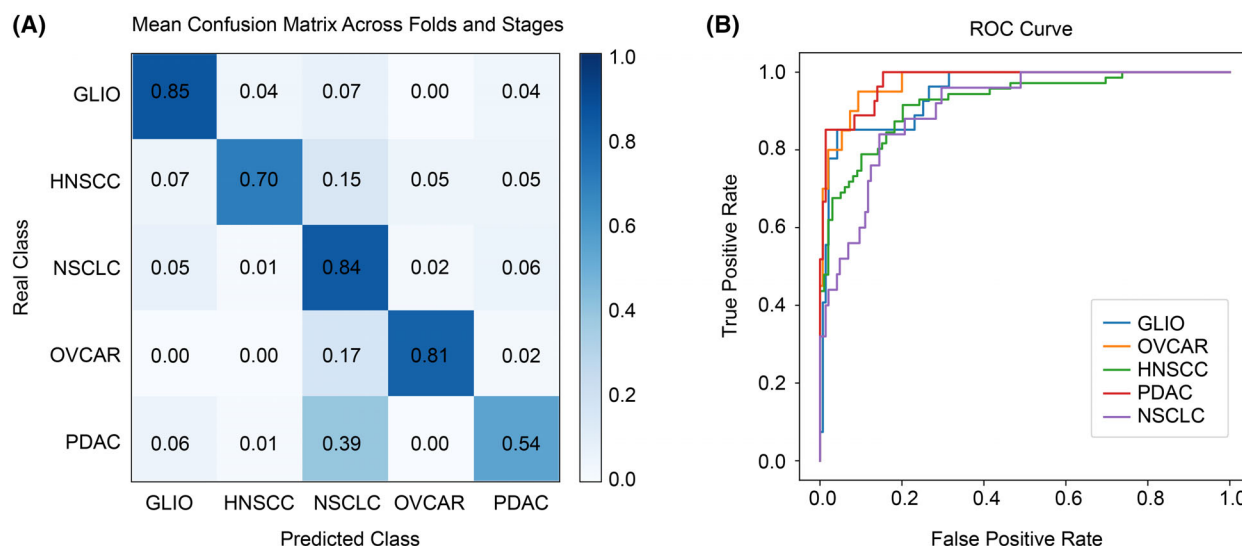 (A)
Mean Confusion Matrix Across Folds and Stages
Real Class
GLIO 0.85 0.04 0.07 0.00 0.04
HNSCC 0.07 0.70 0.15 0.05 0.05
NSCLC 0.05 0.01 0.84 0.02 0.06
OVCAR 0.00 0.00 0.17 0.81 0.02
PDAC 0.06 0.01 0.39 0.00 0.54
GLIO HNSCC NSCLC OVCAR PDAC
Predicted Class
1.0
0.8
0.6
0.4
0.2
0.0
(B)
ROC Curve
True Positive Rate
1.0
0.8
0.6
0.4
0.2
0.0
GLIO
OVCAR
HNSCC
PDAC
NSCLC
0.0 0.2 0.4 0.6 0.8 1.0
False Positive Rate